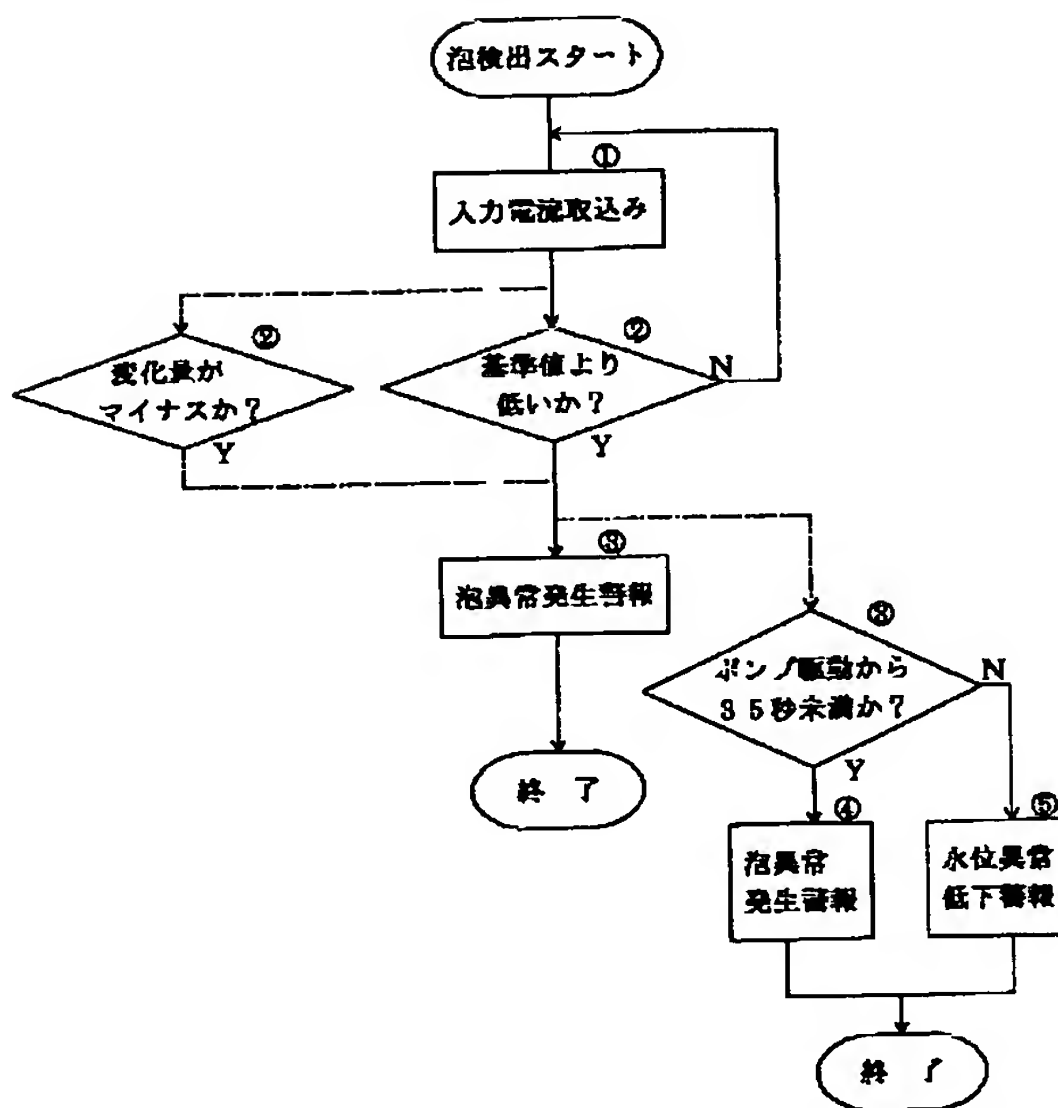 泡検出スタート
①
入力電流取込み
②
変化量が
マイナスか？
Y
②
基準値より
低いか？
N
Y
③
泡異常発生警報
終 了
③
ポンプ駆動から
35秒未満か？
N
Y
④
泡異常
発生警報
⑤
水位異常
低下警報
終 了